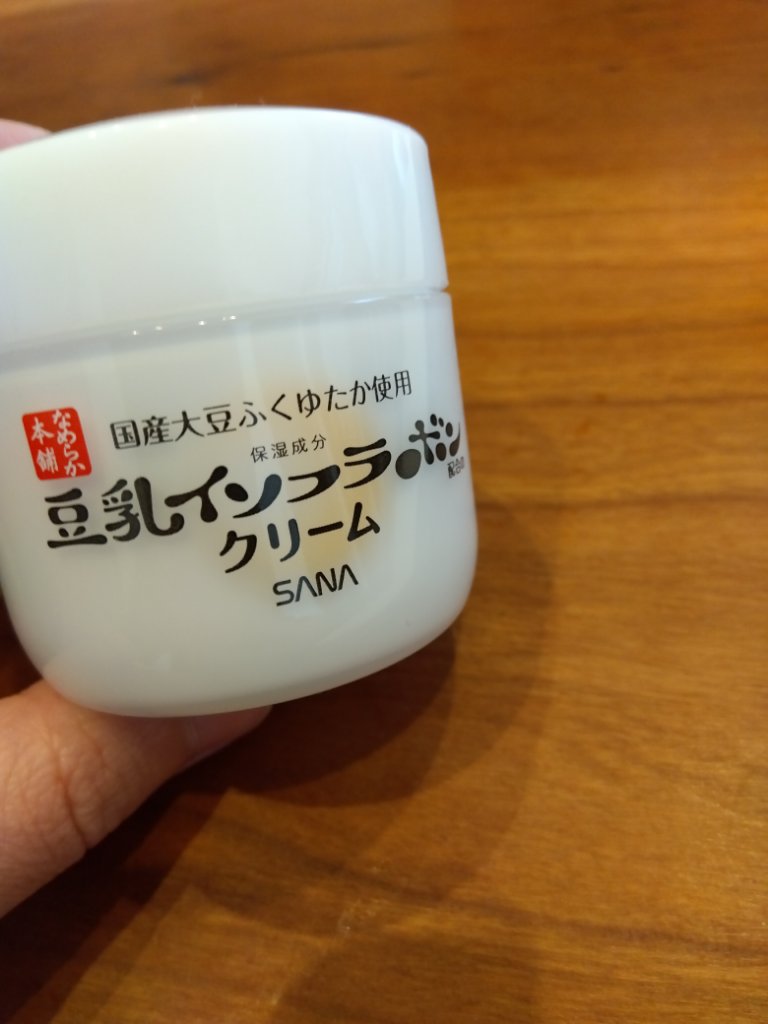 なめらか本舗
国産大豆ふくゆたか使用
保湿成分
豆乳イソフラボン
配合の
クリーム
SANA